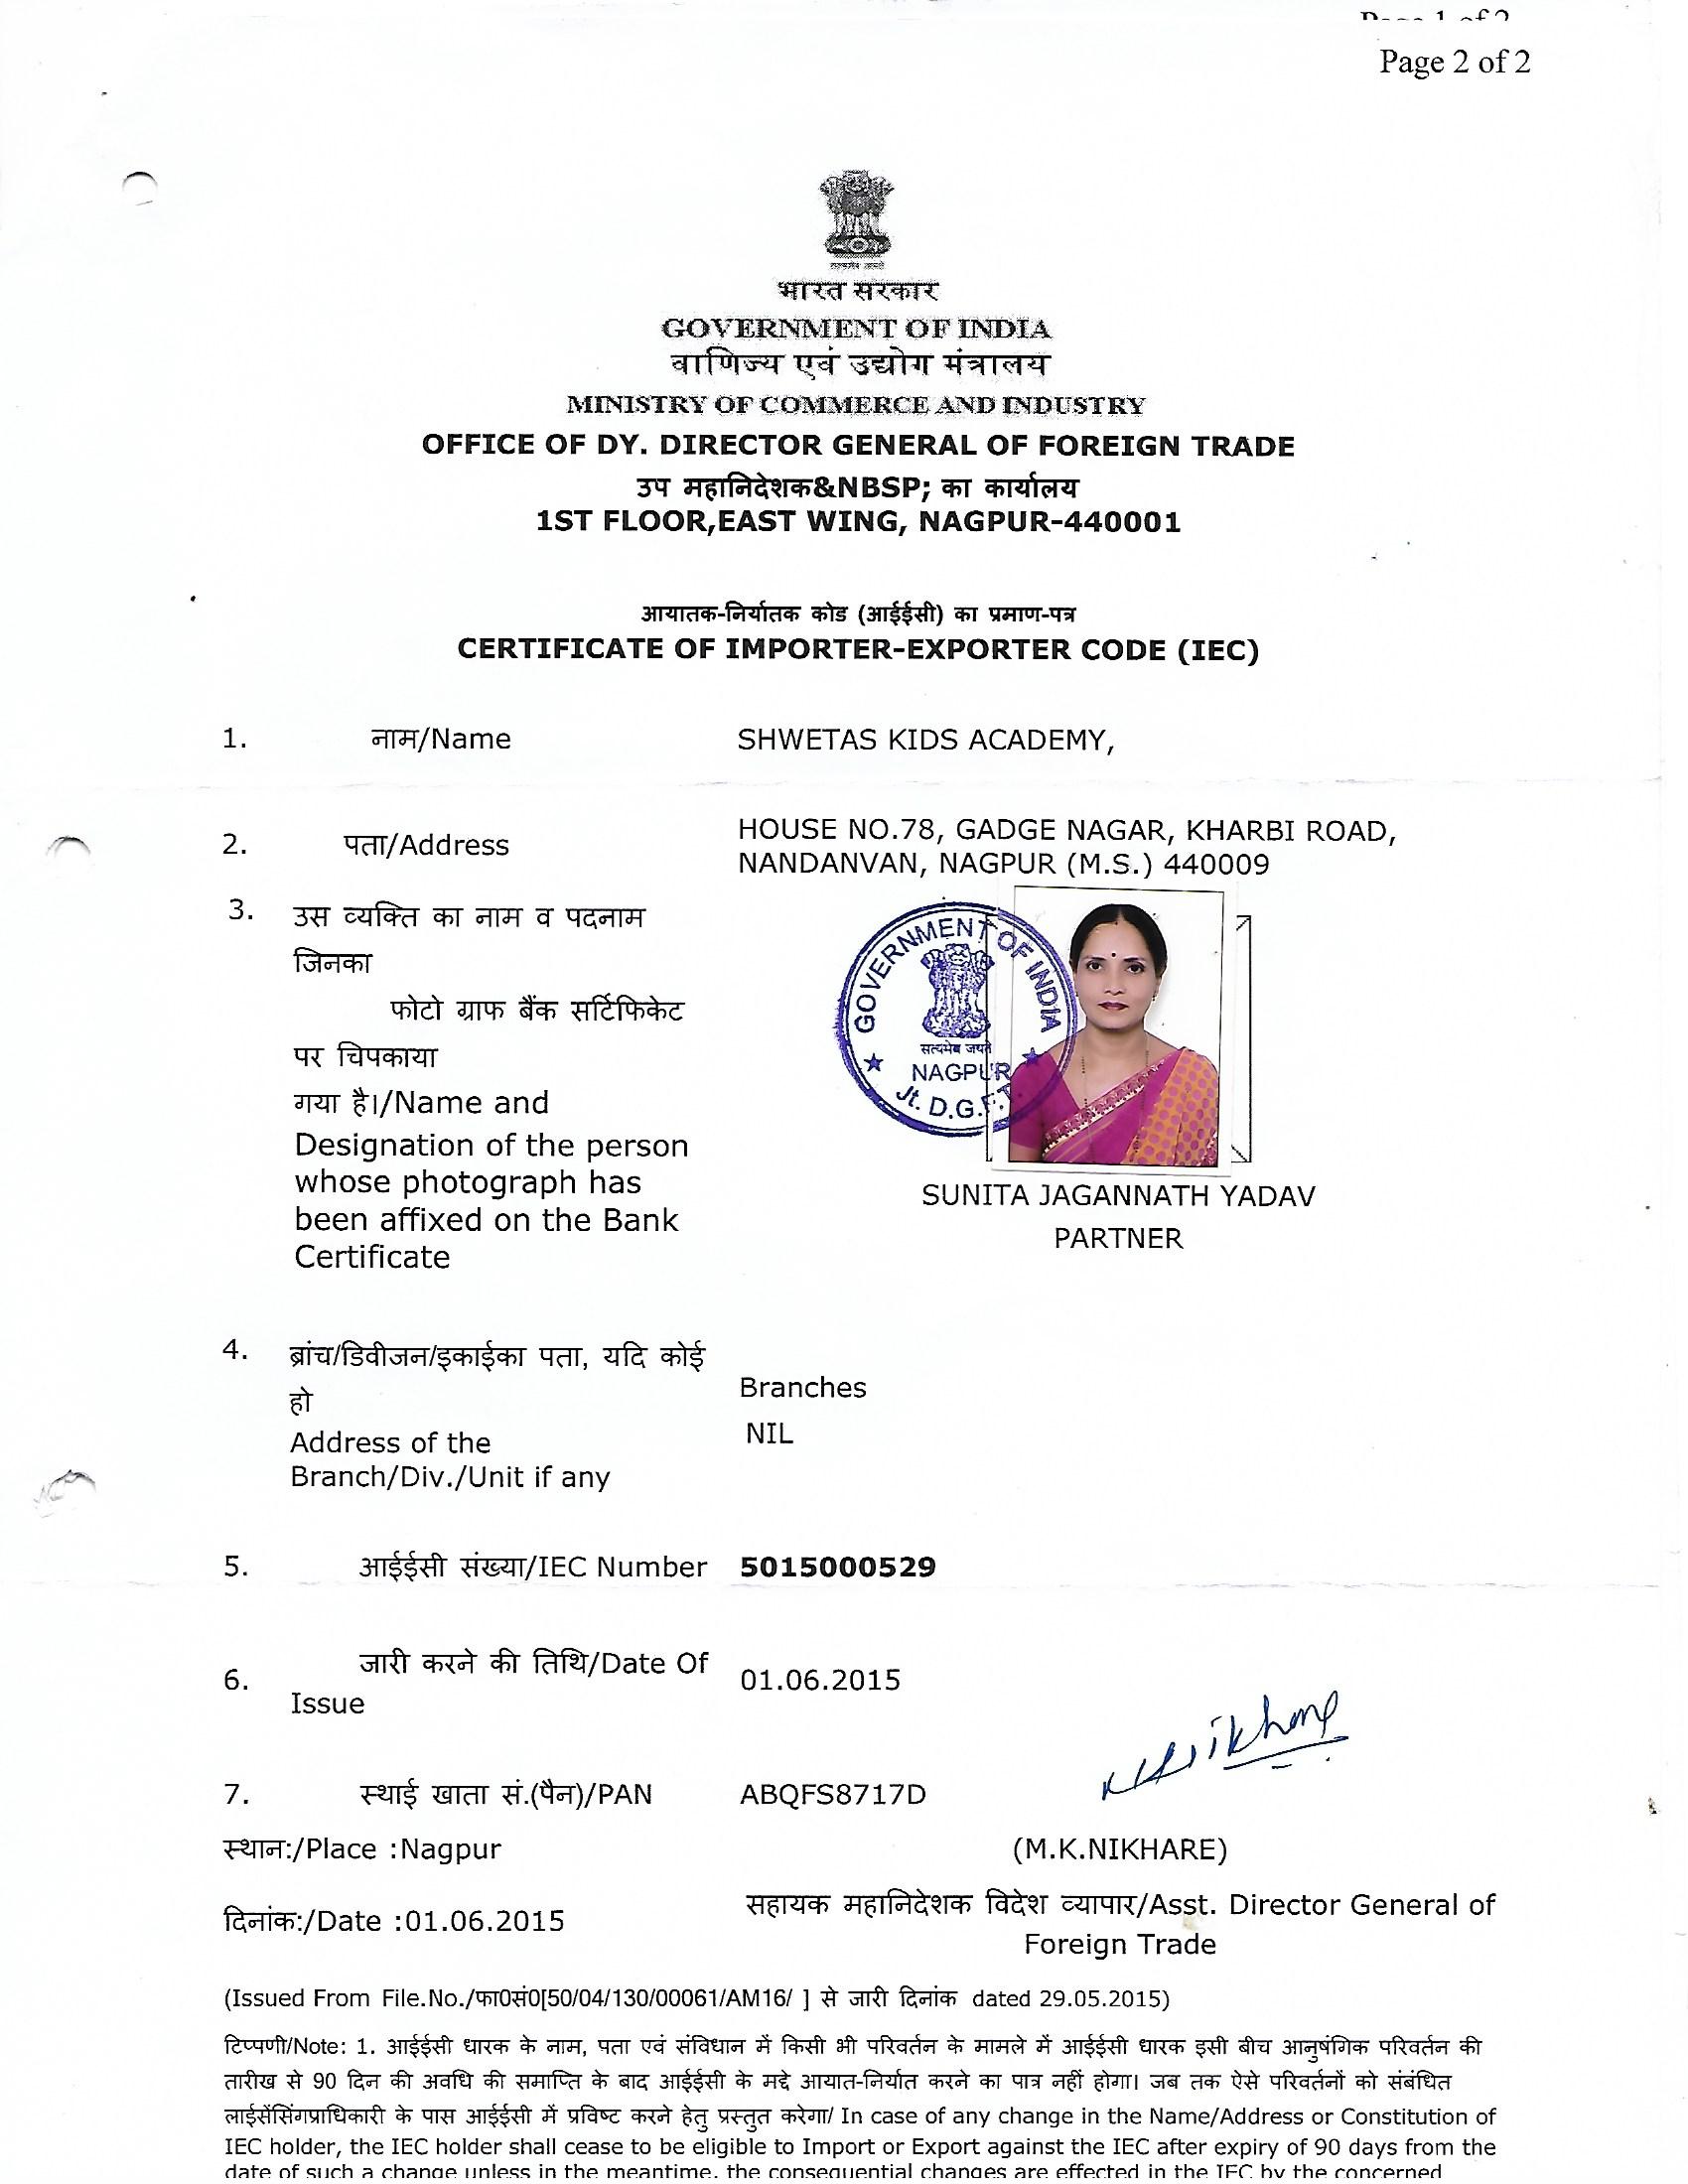 Page 2 of 2
भारत सरकार
GOVERNMENT OF INDIA
वाणिज्य एवं उद्योग मंत्रालय
MINISTRY OF COMMERCE AND INDUSTRY
OFFICE OF DY. DIRECTOR GENERAL OF FOREIGN TRADE
उप महानिदेशक&NBSP; का कार्यालय
1ST FLOOR,EAST WING, NAGPUR-440001
आयातक-निर्यातक कोड (आईईसी) का प्रमाण-पत्र
CERTIFICATE OF IMPORTER-EXPORTER CODE (IEC)
1. नाम/Name SHWETAS KIDS ACADEMY,
2. पता/Address HOUSE NO.78, GADGE NAGAR, KHARBI ROAD,
NANDANVAN, NAGPUR (M.S.) 440009
3. उस व्यक्ति का नाम व पदनाम
जिनका
फोटो ग्राफ बैंक सर्टिफिकेट
पर चिपकाया
गया है।/Name and
Designation of the person
whose photograph has
been affixed on the Bank
Certificate
GOVERNMENT OF INDIA
सत्यमेव जयते
NAGPUR
Jt. D.G.F.T.
SUNITA JAGANNATH YADAV
PARTNER
4. ब्रांच/डिवीजन/इकाईका पता, यदि कोई
हो
Address of the
Branch/Div./Unit if any
Branches
NIL
5. आईईसी संख्या/IEC Number 5015000529
6. जारी करने की तिथि/Date Of
Issue
01.06.2015
7. स्थाई खाता सं.(पैन)/PAN ABQFS8717D
स्थान:/Place :Nagpur (M.K.NIKHARE)
दिनांक:/Date :01.06.2015
सहायक महानिदेशक विदेश व्यापार/Asst. Director General of
Foreign Trade
(Issued From File.No./फा0सं0[50/04/130/00061/AM16/ ] से जारी दिनांक dated 29.05.2015)
टिप्पणी/Note: 1. आईईसी धारक के नाम, पता एवं संविधान में किसी भी परिवर्तन के मामले में आईईसी धारक इसी बीच आनुषंगिक परिवर्तन की
तारीख से 90 दिन की अवधि की समाप्ति के बाद आईईसी के मद्दे आयात-निर्यात करने का पात्र नहीं होगा। जब तक ऐसे परिवर्तनों को संबंधित
लाईसेंसिंगप्राधिकारी के पास आईईसी में प्रविष्ट करने हेतु प्रस्तुत करेगा/ In case of any change in the Name/Address or Constitution of
IEC holder, the IEC holder shall cease to be eligible to Import or Export against the IEC after expiry of 90 days from the
date of such a change unless in the meantime, the consequential changes are effected in the IEC by the concerned